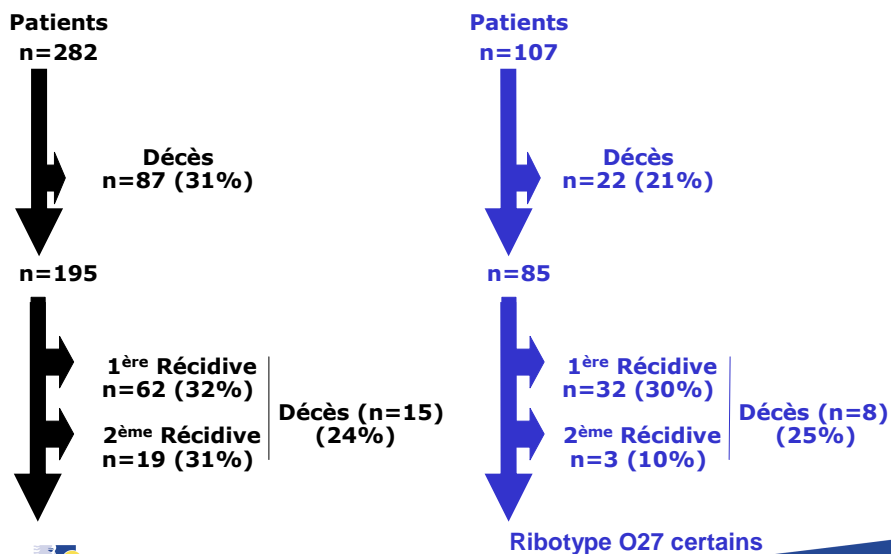 Patients
n=282
Décès
n=87 (31%)
n=195
1ère Récidive
n=62 (32%)
2ème Récidive
n=19 (31%)
Décès (n=15)
(24%)
Patients
n=107
Décès
n=22 (21%)
n=85
1ère Récidive
n=32 (30%)
2ème Récidive
n=3 (10%)
Décès (n=8)
(25%)
Ribotype O27 certains